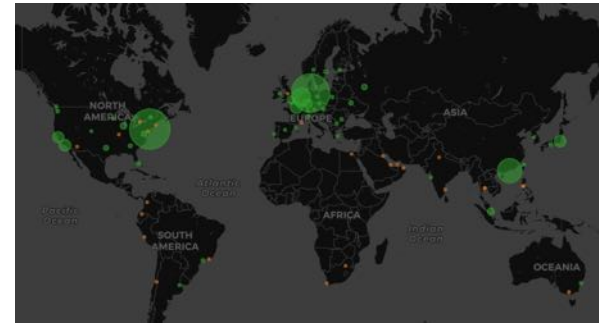 NORTH
AMERICA
EUROPE
ASIA
Atlantic
Ocean
Pacific
Ocean
AFRICA
Indian
Ocean
SOUTH
AMERICA
OCEANIA